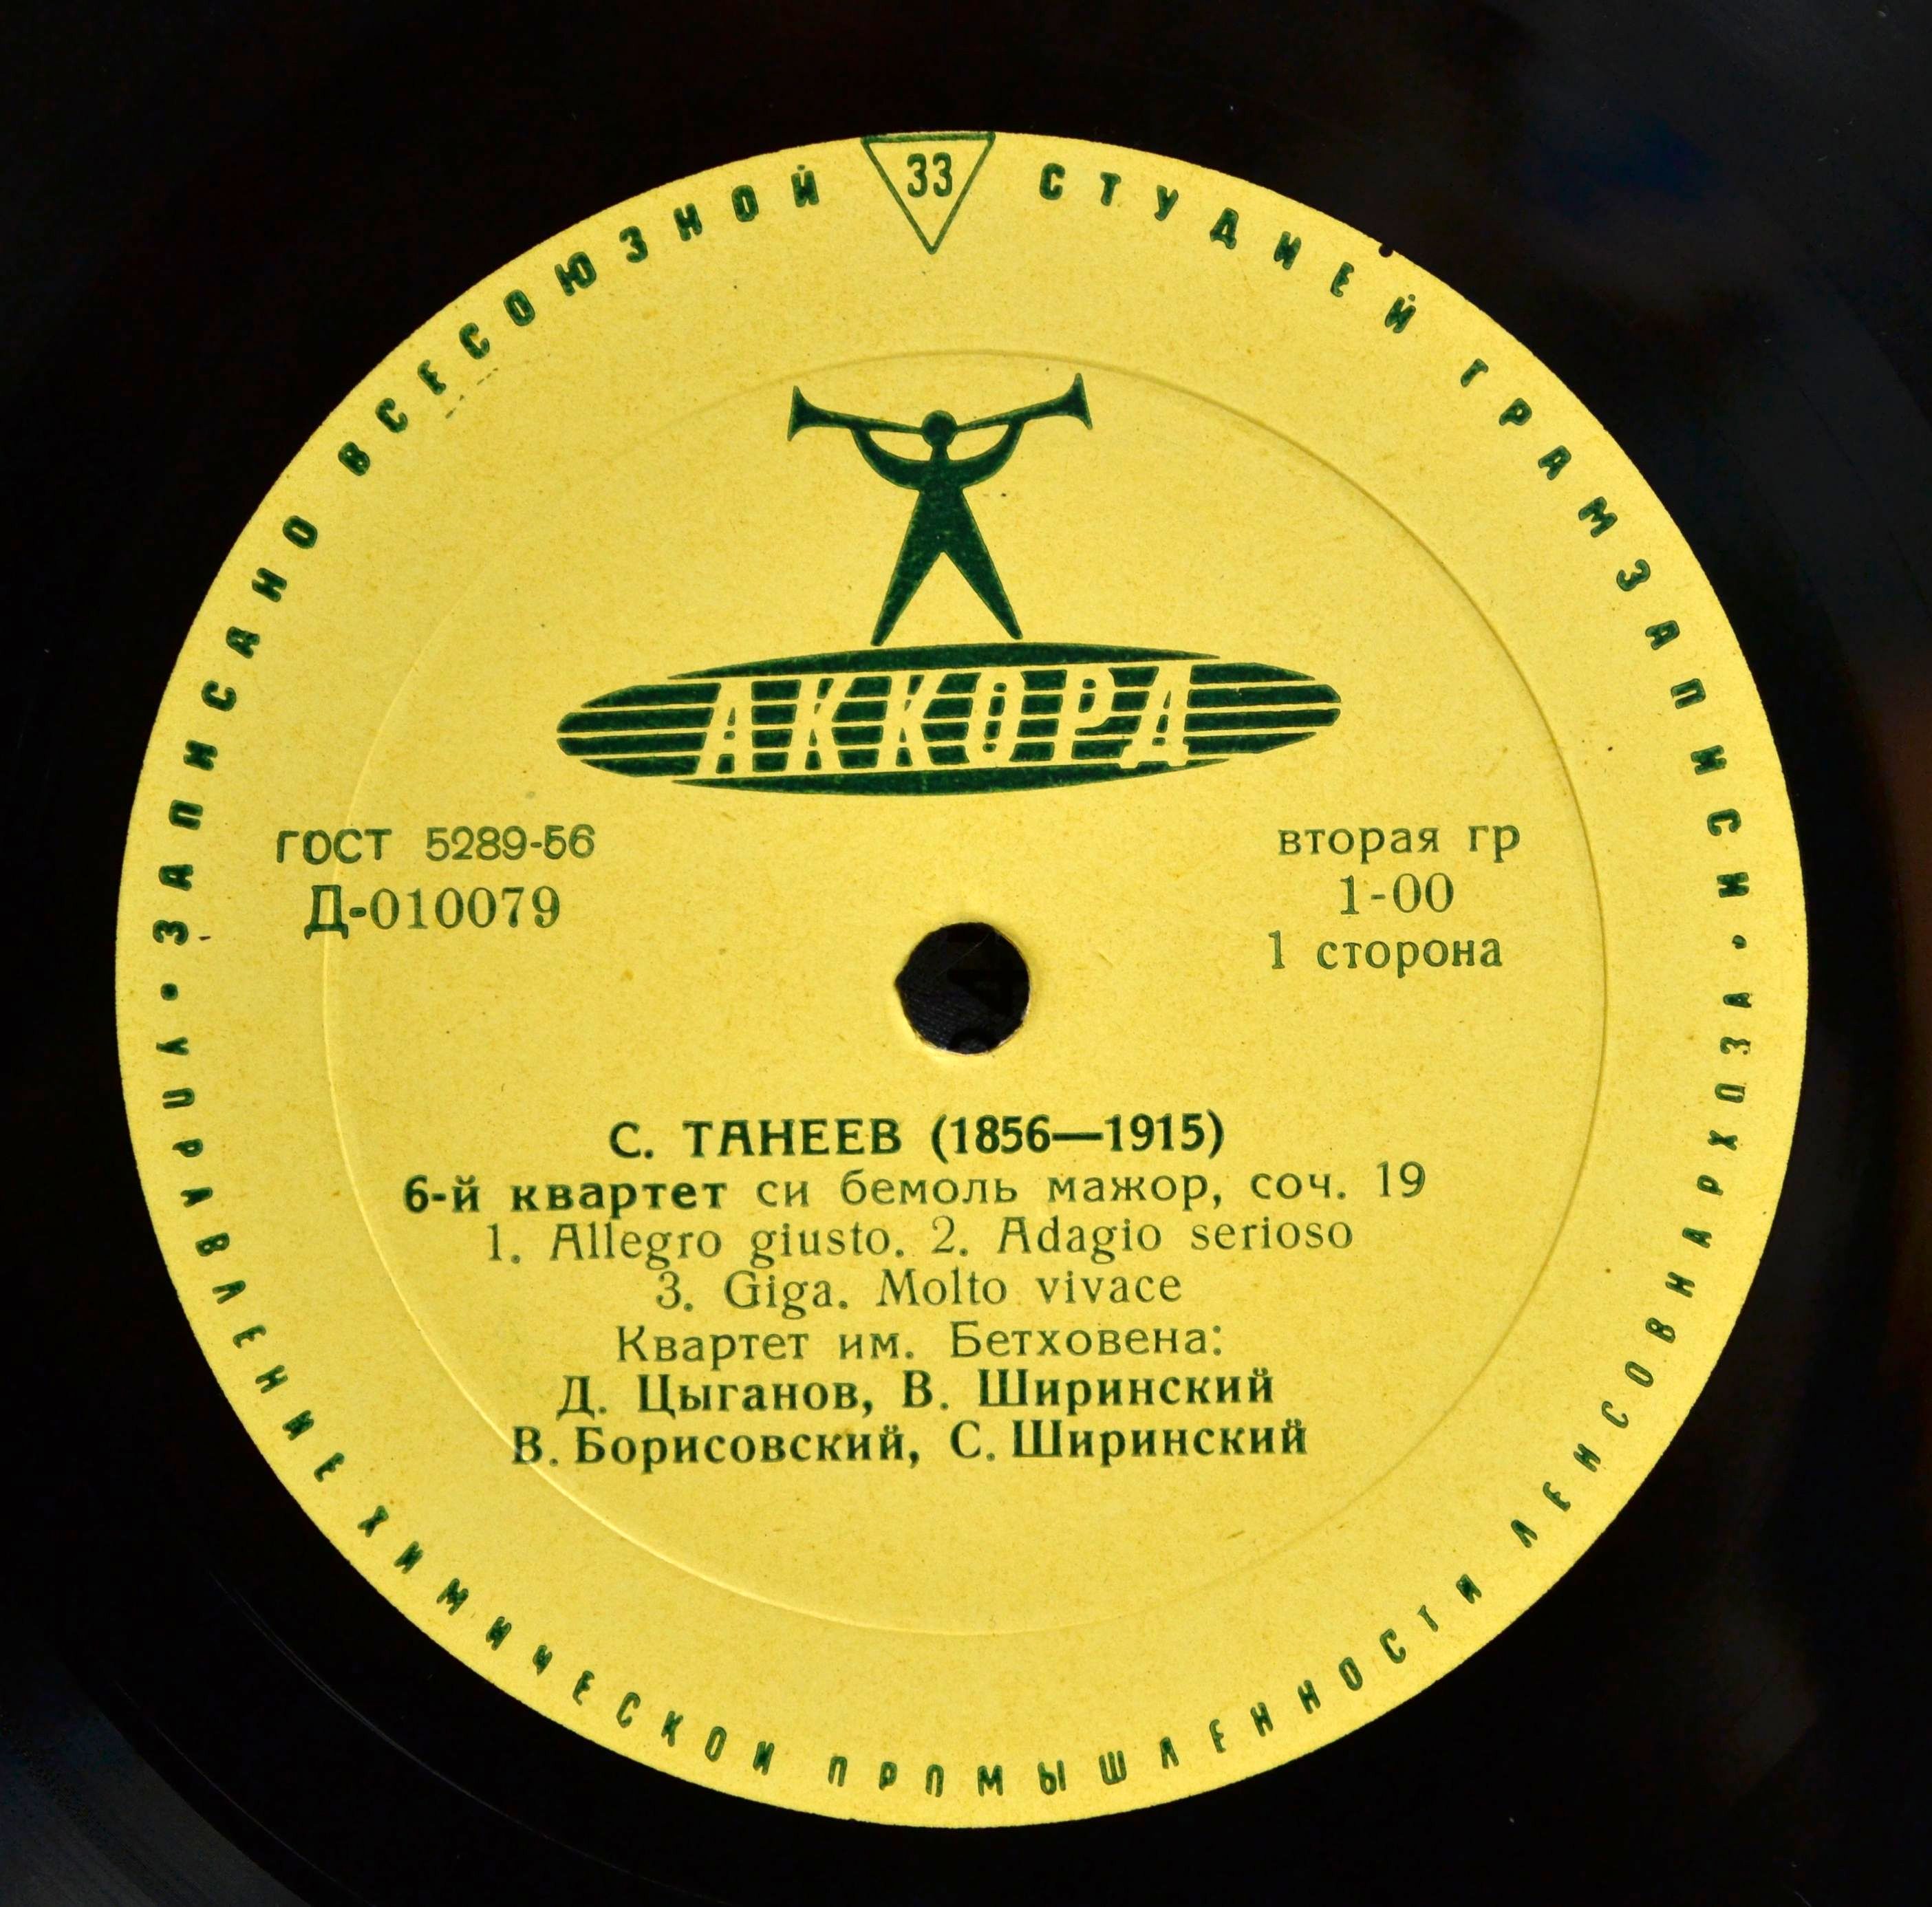 ЗАПИСАНО ВСЕСОЮЗНОЙ
33
СТУДИЕЙ ГРАМЗАПИСИ
АККОРД
ГОСТ 5289-56
Д-010079
вторая гр
1-00
1 сторона
С. ТАНЕЕВ (1856—1915)
6-й квартет си бемоль мажор, соч. 19
1. Allegro giusto. 2. Adagio serioso
3. Giga. Molto vivace
Квартет им. Бетховена:
Д. Цыганов, В. Ширинский
В. Борисовский, С. Ширинский
УПРАВЛЕНИЕ ХИМИЧЕСКОЙ ПРОМЫШЛЕННОСТИ ЛЕНСОВНАРХОЗА